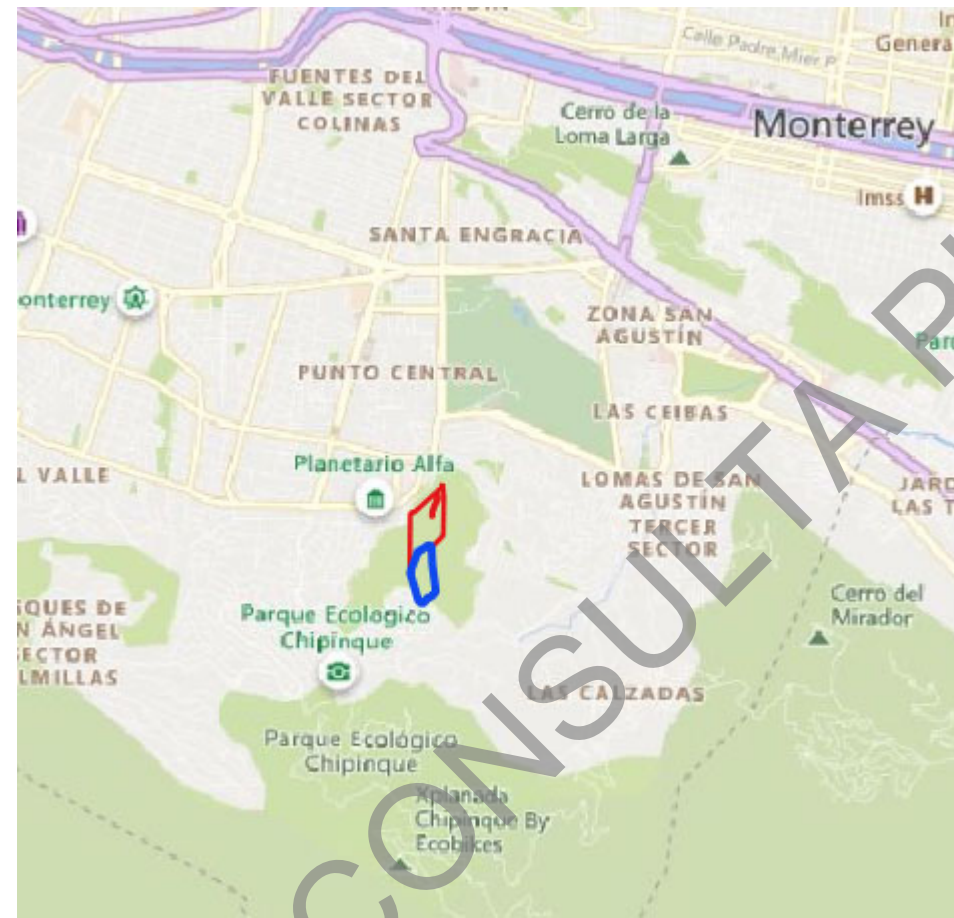 JARDÍN
In
Calle Padre Mier P
Genera
FUENTES DEL
VALLE SECTOR
COLINAS
Cerro de la
Loma Larga
Monterrey
Imss H
SANTA ENGRACIA
onterrey
ZONA SAN
AGUSTÍN
Par
PUNTO CENTRAL
LAS CEIBAS
Planetario Alfa
L VALLE
LOMAS DE SAN
AGUSTÍN
TERCER
SECTOR
JARD
LAS T
SQUES DE
N ÁNGEL
ECTOR
LMILLAS
Parque Ecológico
Chipinque
Cerro del
Mirador
LAS CALZADAS
Parque Ecológico
Chipinque
Xplanada
Chipinque By
Ecobikes
CONSULTA P